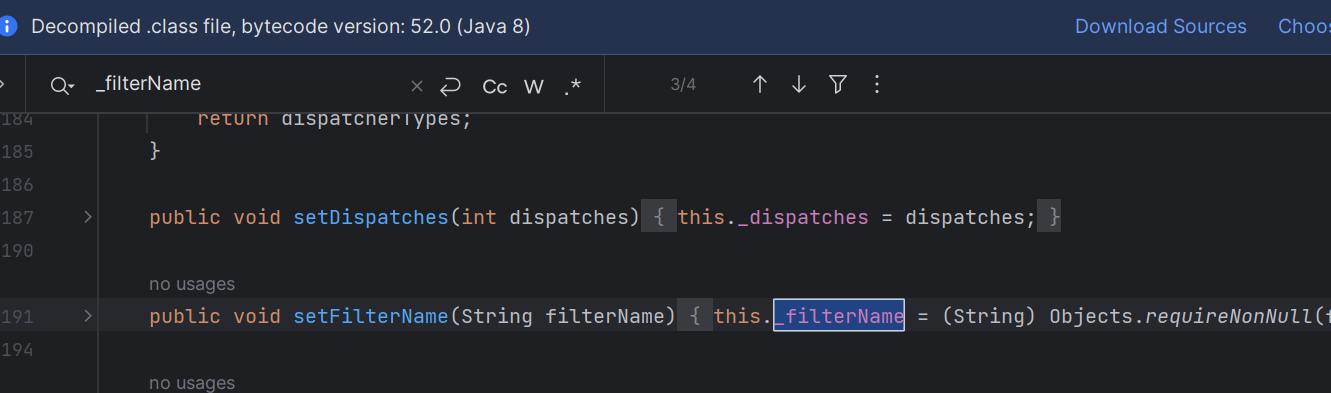 Decompiled .class file, bytecode version: 52.0 (Java 8) Download Sources Choos
_filterName × Cc W .* 3/4
184 return dispatcherTypes;
185 }
186
187 public void setDispatches(int dispatches) { this._dispatches = dispatches; }
190
no usages
191 public void setFilterName(String filterName) { this._filterName = (String) Objects.requireNonNull(f
194
no usages